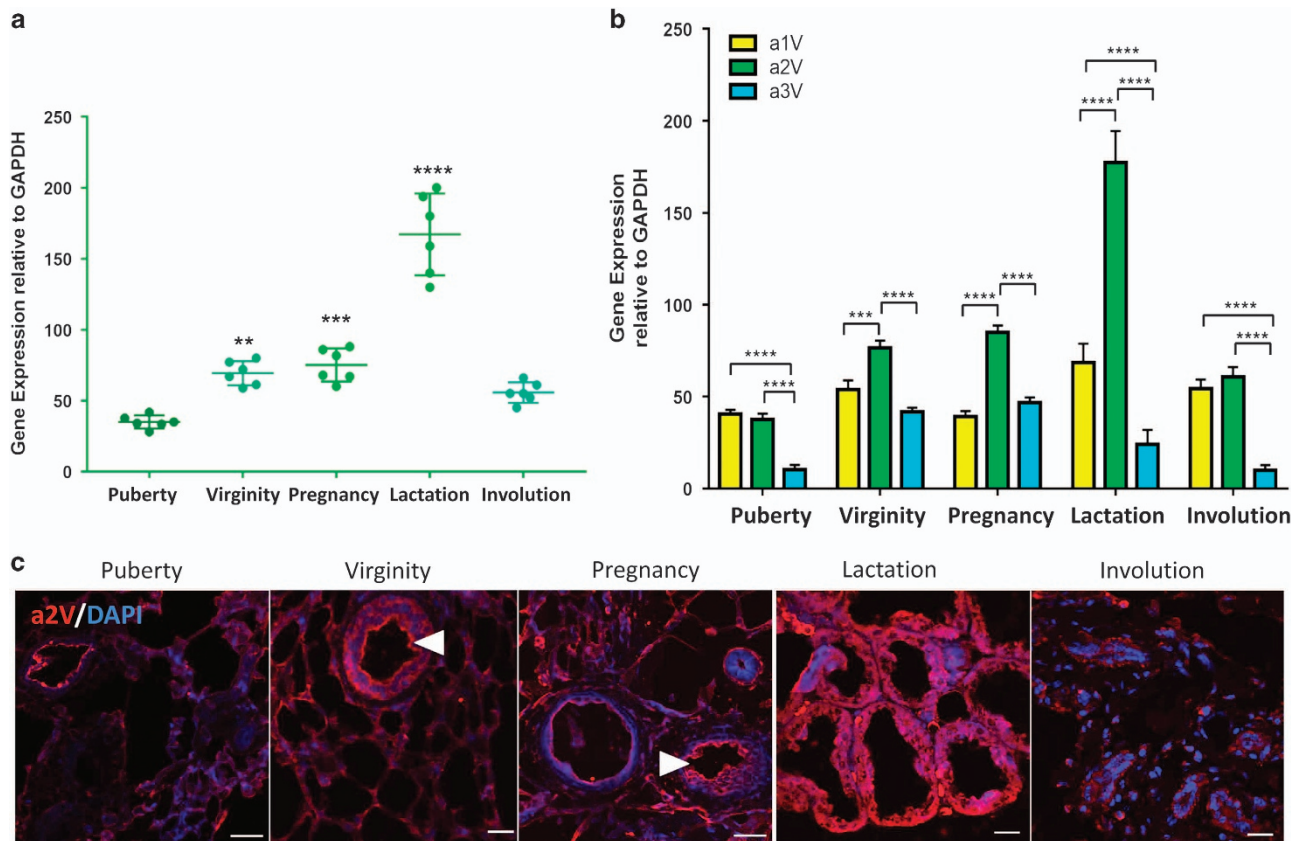 a
Gene Expression relative to GAPDH
250
200
150
100
50
0
**
***
****
Puberty Virginity Pregnancy Lactation Involution
b
a1V
a2V
a3V
Gene Expression
relative to GAPDH
250
200
150
100
50
0
****
****
***
****
****
****
****
****
****
****
****
Puberty Virginity Pregnancy Lactation Involution
c
Puberty Virginity Pregnancy Lactation Involution
a2V/DAPI